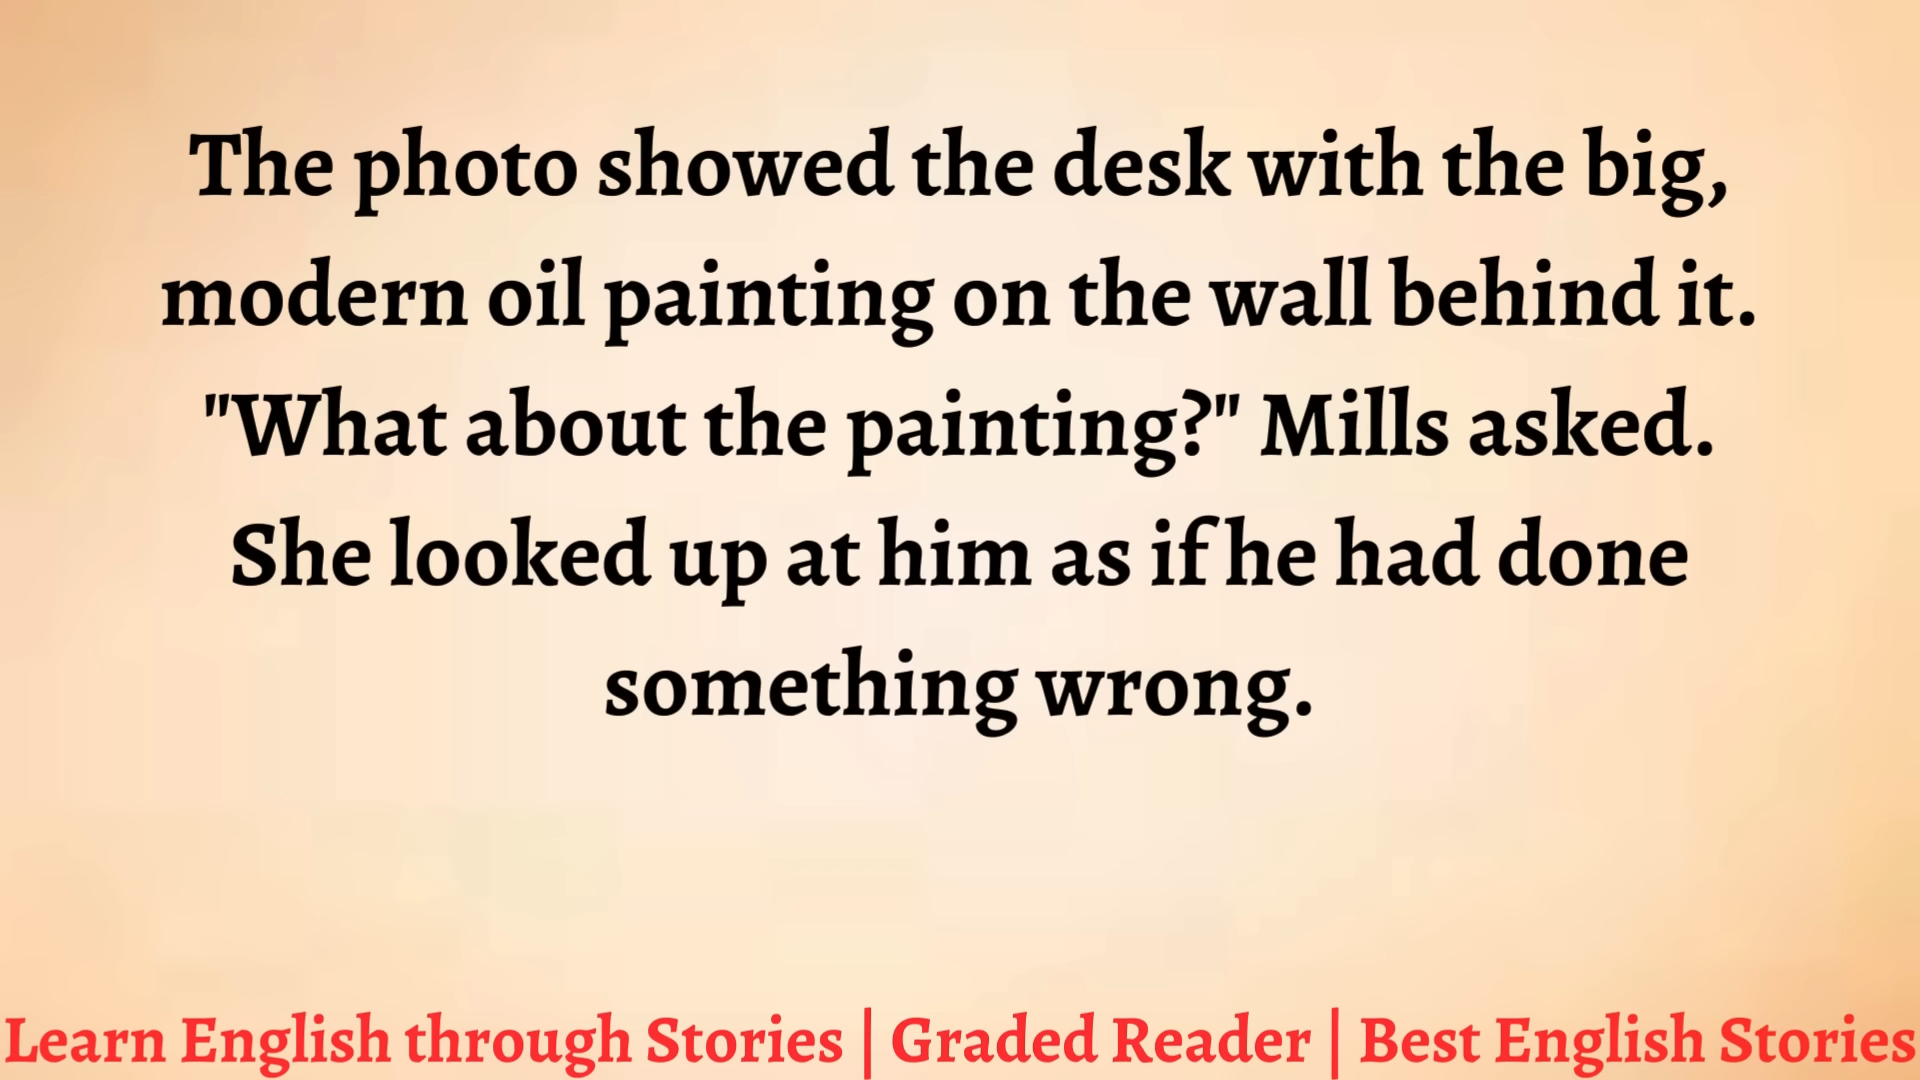 The photo showed the desk with the big,
modern oil painting on the wall behind it.
"What about the painting?" Mills asked.
She looked up at him as if he had done
something wrong.
Learn English through Stories | Graded Reader | Best English Stories